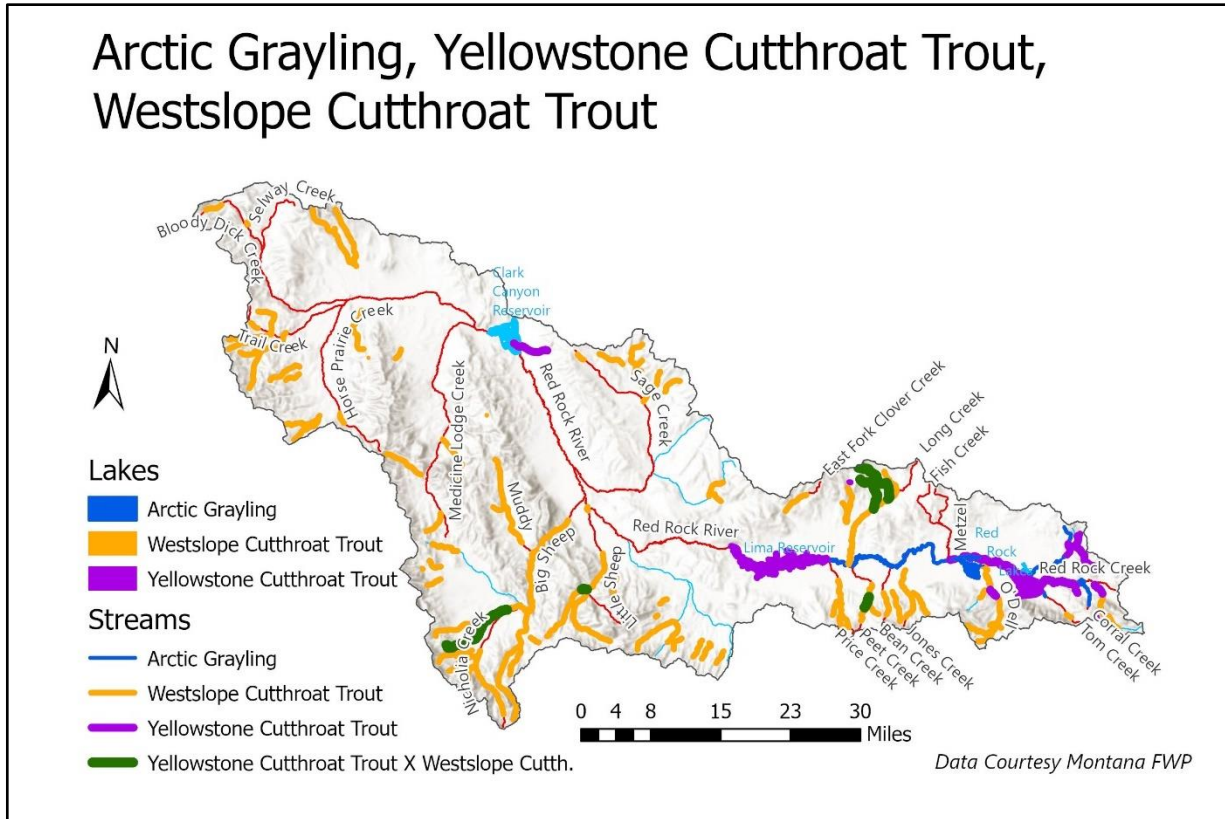 Arctic Grayling, Yellowstone Cutthroat Trout,
Westslope Cutthroat Trout
Selway Creek
Bloody Dick Creek
Clark
Canyon
Reservoir
Trail Creek
Horse Prairie Creek
Medicine Lodge Creek
Red Rock River
Sage Creek
N
East Fork Clover Creek
Long Creek
Fish Creek
Muddy
Big Sheep
Little Sheep
Red Rock River
Lima Reservoir
Metzel
Red
Rock
Lakes
Red Rock Creek
O'Dell
Nicholia Creek
Price Creek
Peet Creek
Bean Creek
Jones Creek
Tom Creek
Corral Creek
Lakes
Arctic Grayling
Westslope Cutthroat Trout
Yellowstone Cutthroat Trout
Streams
Arctic Grayling
Westslope Cutthroat Trout
Yellowstone Cutthroat Trout
Yellowstone Cutthroat Trout X Westslope Cutth.
0 4 8 15 23 30
Miles
Data Courtesy Montana FWP